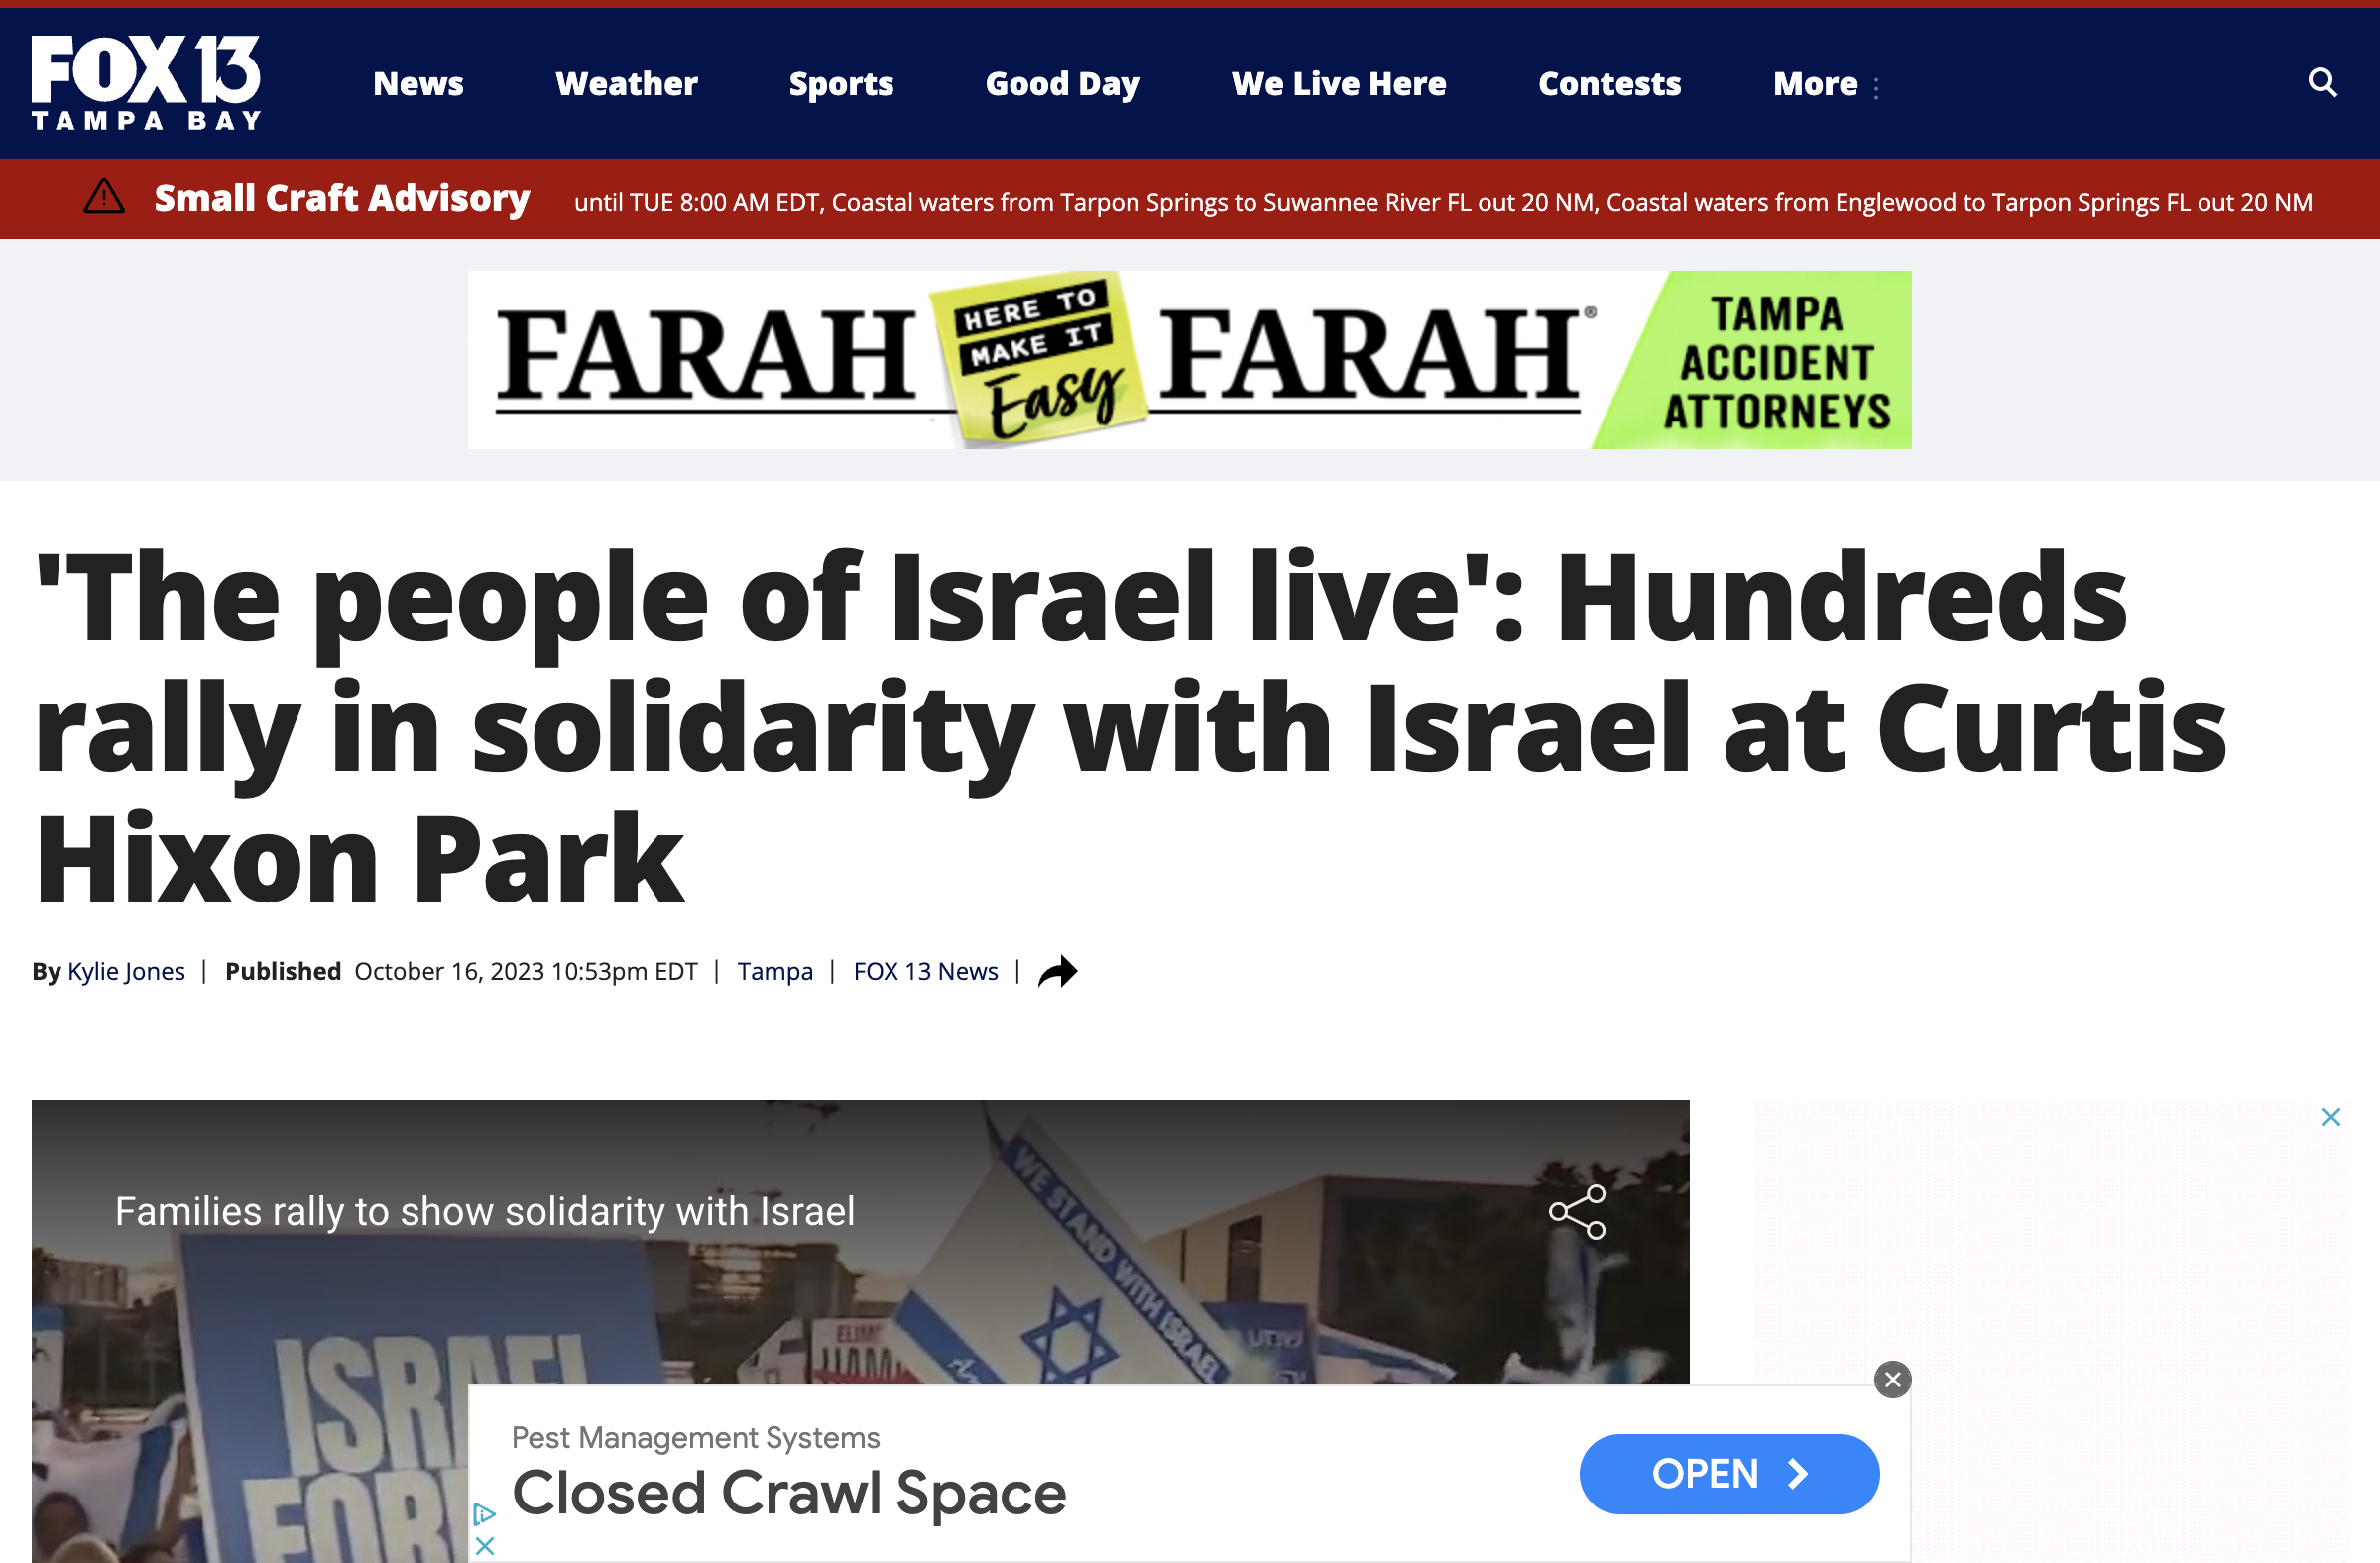 FOX 13
TAMPA BAY
News
Weather
Sports
Good Day
We Live Here
Contests
More
Small Craft Advisory until TUE 8:00 AM EDT, Coastal waters from Tarpon Springs to Suwannee River FL out 20 NM, Coastal waters from Englewood to Tarpon Springs FL out 20 NM
FARAH
HERE TO
MAKE IT
Easy
FARAH®
TAMPA
ACCIDENT
ATTORNEYS
'The people of Israel live': Hundreds
rally in solidarity with Israel at Curtis
Hixon Park
By Kylie Jones | Published October 16, 2023 10:53pm EDT | Tampa | FOX 13 News |
Families rally to show solidarity with Israel
WE STAND WITH ISRAEL
ISRAEL
Pest Management Systems
Closed Crawl Space
OPEN